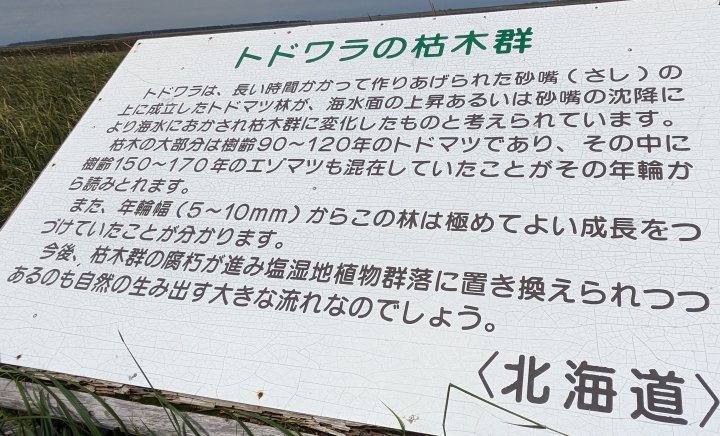 トドワラの枯木群
トドワラは、長い時間かかって作りあげられた砂嘴(さし)の
上に成立したトドマツ林が、海水面の上昇あるいは砂嘴の沈降に
より海水におかされ枯木群に変化したものと考えられています。
枯木の大部分は樹齢90〜120年のトドマツであり、その中に
樹齢150〜170年のエゾマツも混在していたことがその年輪か
ら読みとれます。
また、年輪幅(5〜10mm)からこの林は極めてよい成長をつ
づけていたことが分かります。
今後、枯木群の腐朽が進み塩湿地植物群落に置き換えられつつ
あるのも自然の生み出す大きな流れなのでしょう。
〈北海道〉